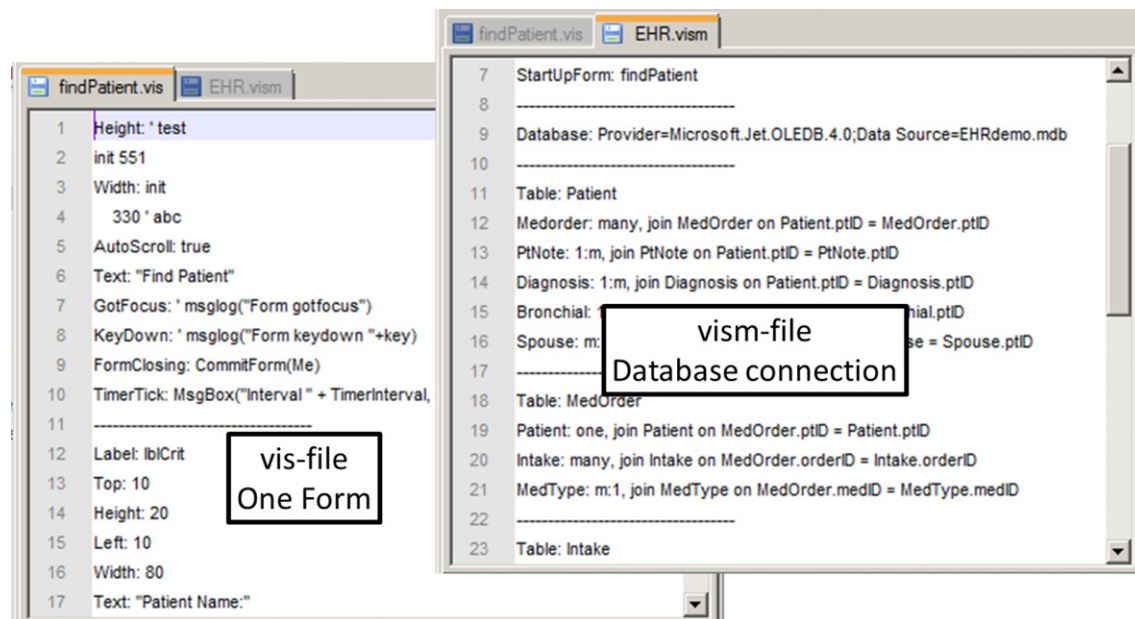 findPatient.vis
EHR.vism
1 Height: ' test
2 init 551
3 Width: init
4 330 ' abc
5 AutoScroll: true
6 Text: "Find Patient"
7 GotFocus: ' msglog("Form gotfocus")
8 KeyDown: ' msglog("Form keydown "+key)
9 FormClosing: CommitForm(Me)
10 TimerTick: MsgBox("Interval " + TimerInterval,
11 ----------------------------------
12 Label: lblCrit
13 Top: 10
14 Height: 20
15 Left: 10
16 Width: 80
17 Text: "Patient Name:"
vis-file
One Form
findPatient.vis
EHR.vism
7 StartUpForm: findPatient
8 ----------------------------------
9 Database: Provider=Microsoft.Jet.OLEDB.4.0;Data Source=EHRdemo.mdb
10 ----------------------------------
11 Table: Patient
12 Medorder: many, join MedOrder on Patient.ptID = MedOrder.ptID
13 PtNote: 1:m, join PtNote on Patient.ptID = PtNote.ptID
14 Diagnosis: 1:m, join Diagnosis on Patient.ptID = Diagnosis.ptID
15 Bronchial: hial.ptID
16 Spouse: m: se = Spouse.ptID
17 ----------------------------------
18 Table: MedOrder
19 Patient: one, join Patient on MedOrder.ptID = Patient.ptID
20 Intake: many, join Intake on MedOrder.orderID = Intake.orderID
21 MedType: m:1, join MedType on MedOrder.medID = MedType.medID
22 ----------------------------------
23 Table: Intake
vism-file
Database connection